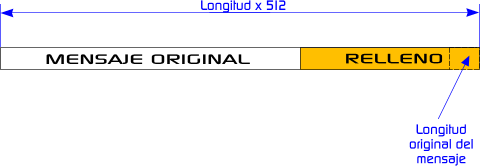 Longitud x 512
MENSAJE ORIGINAL
RELLENO
Longitud
original del
mensaje